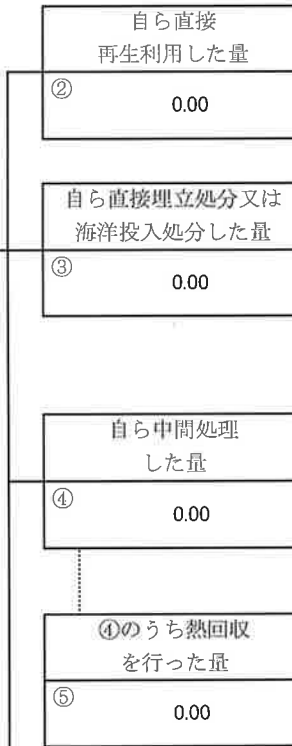 自ら直接
再生利用した量
②
0.00
自ら直接埋立処分又は
海洋投入処分した量
③
0.00
自ら中間処理
した量
④
0.00
④のうち熱回収
を行った量
⑤
0.00